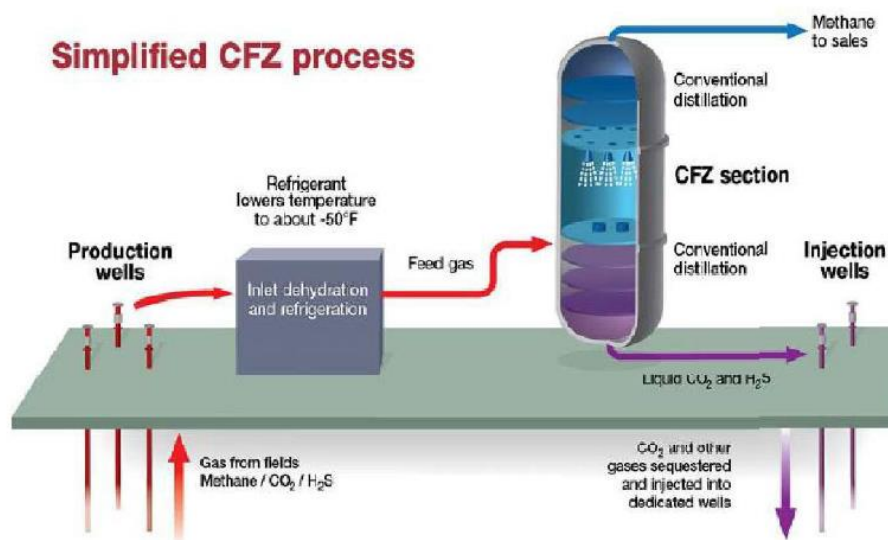 Simplified CFZ process
Methane
to sales
Conventional
distillation
CFZ section
Refrigerant
lowers temperature
to about -50°F
Production
wells
Feed gas
Conventional
distillation
Injection
wells
Inlet dehydration
and refrigeration
Liquid CO₂ and H₂S
Gas from fields
Methane / CO₂ / H₂S
CO₂ and other
gases sequestered
and injected into
dedicated wells